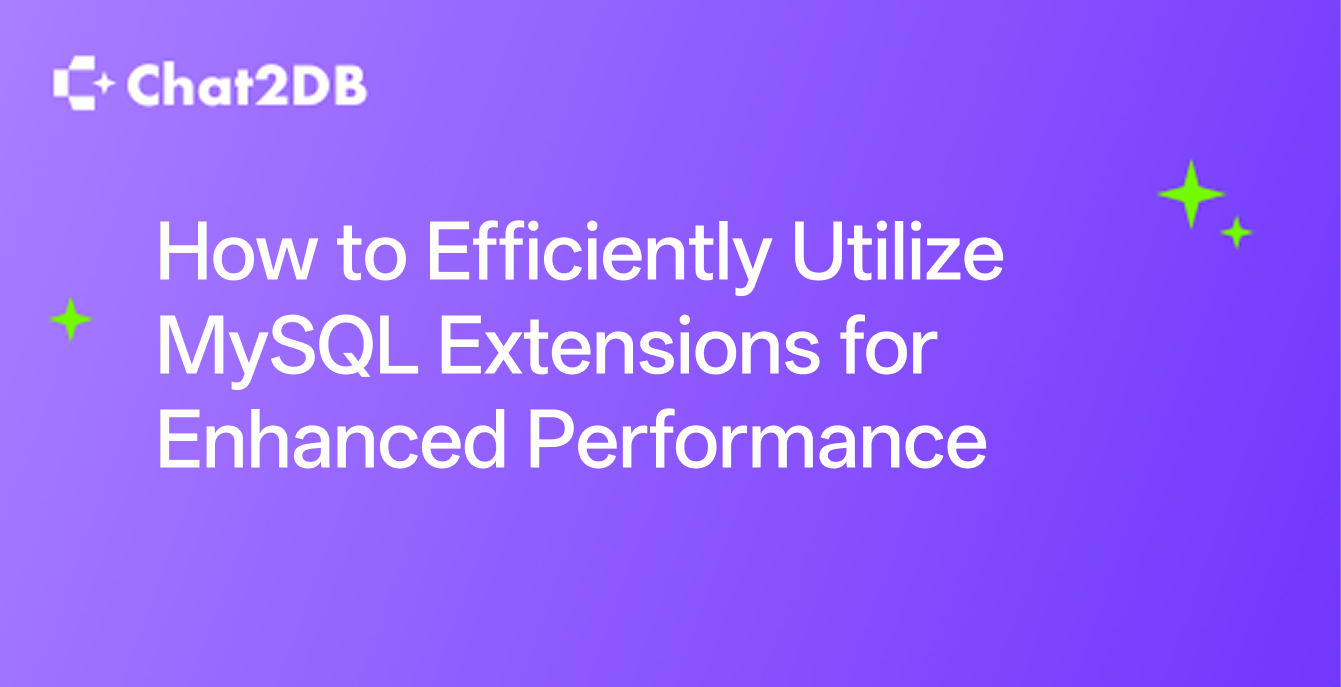 Chat2DB
How to Efficiently Utilize
MySQL Extensions for
Enhanced Performance